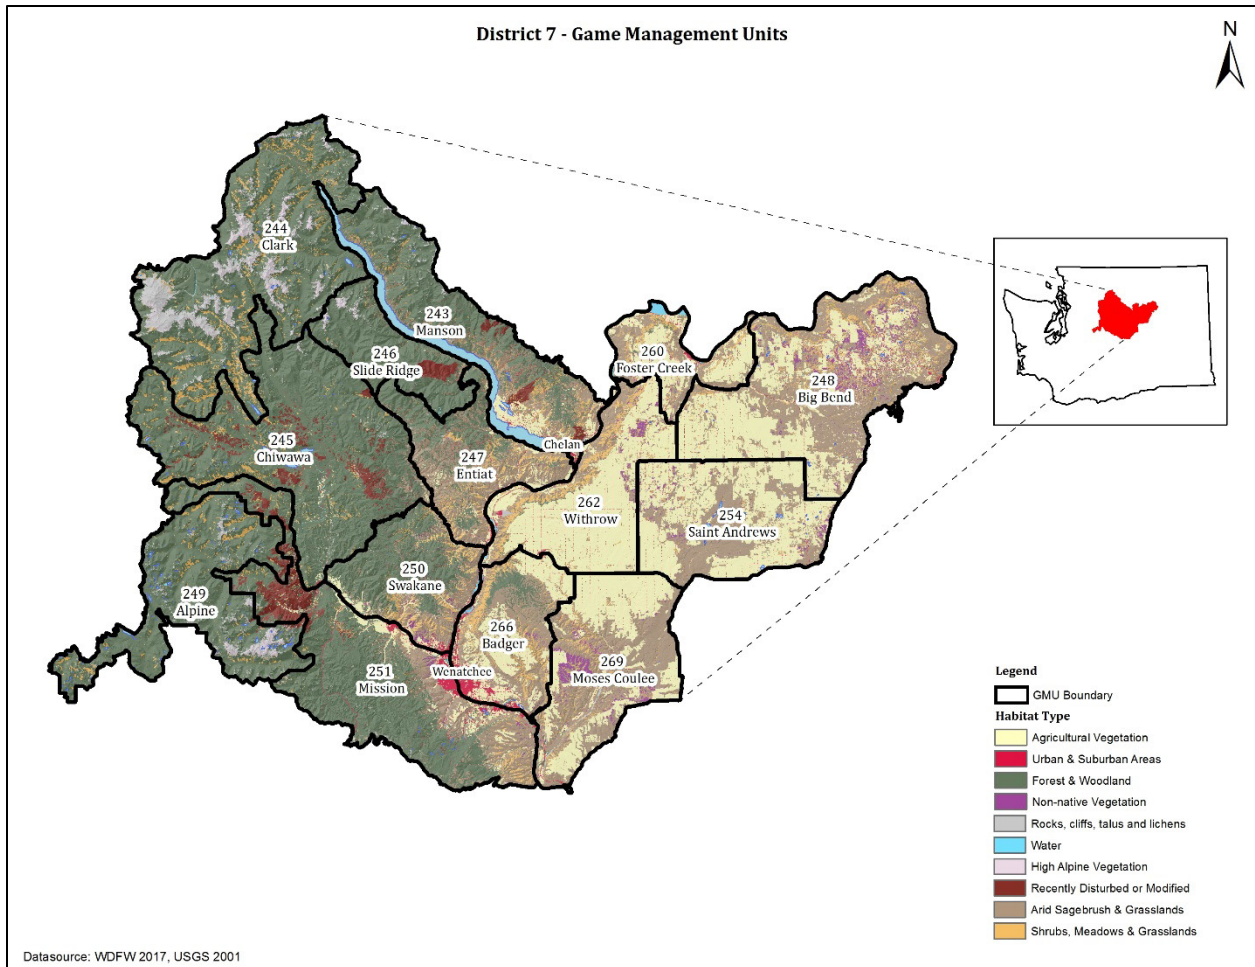 District 7 - Game Management Units
N
244
Clark
243
Manson
246
Slide Ridge
260
Foster Creek
248
Big Bend
245
Chiwawa
Chelan
247
Entiat
262
Withrow
254
Saint Andrews
250
Swakane
249
Alpine
266
Badger
269
Moses Coulee
251
Mission
Wenatchee
Legend
GMU Boundary
Habitat Type
Agricultural Vegetation
Urban & Suburban Areas
Forest & Woodland
Non-native Vegetation
Rocks, cliffs, talus and lichens
Water
High Alpine Vegetation
Recently Disturbed or Modified
Arid Sagebrush & Grasslands
Shrubs, Meadows & Grasslands
Datasource: WDFW 2017, USGS 2001